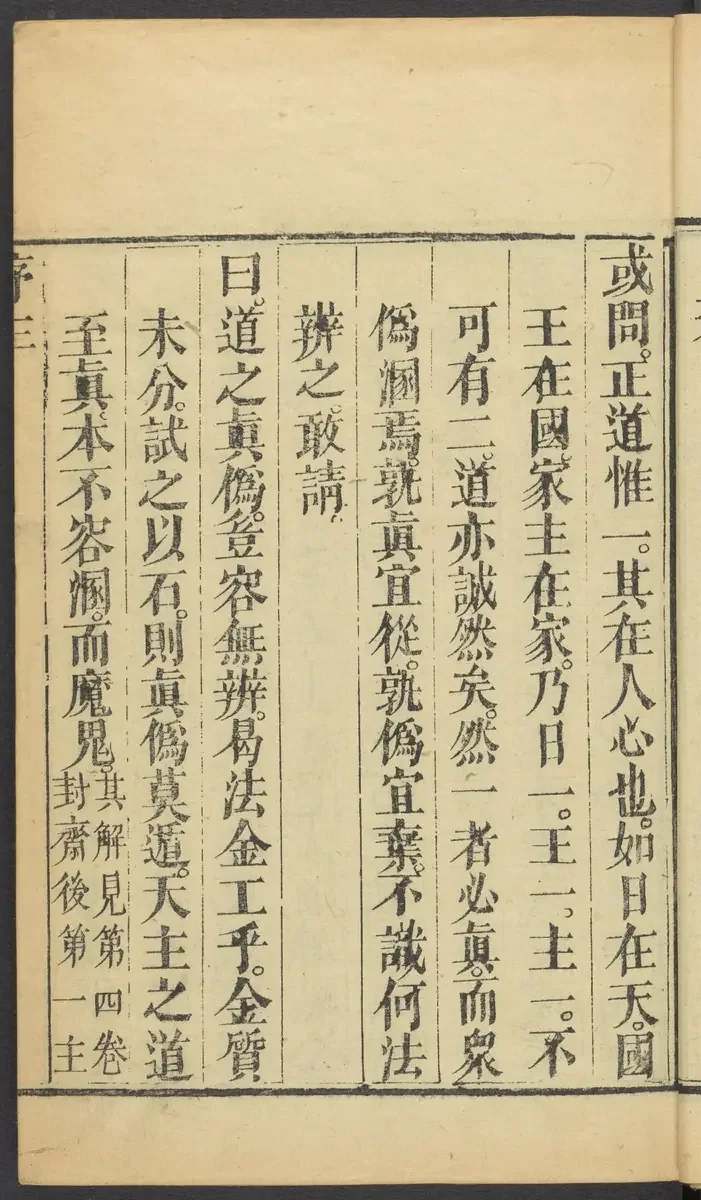 或問。正道惟一。其在人心也。如日在天。國
王在國。家主在家。乃日一。王一。主一。不
可有二。道亦誠然矣。然一者必眞。而衆
僞溷焉。孰眞宜從。孰僞宜棄。不識何法
辨之。敢請。
曰。道之眞僞。豈容無辨。曷法金工乎。金質
未分。試之以石。則眞僞莫遁。天主之道
至眞。本不容溷。而魔鬼。其解見第四卷
封齋後第一主
序三